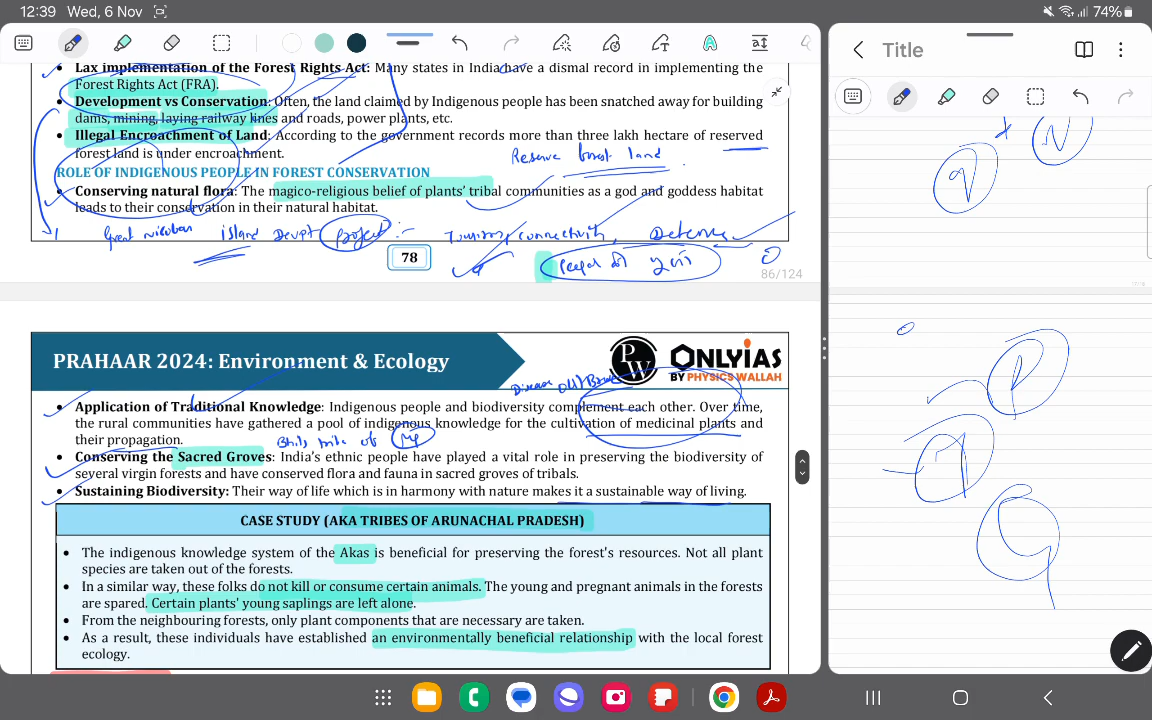 12:39 Wed, 6 Nov 74%
Title
• Lax implementation of the Forest Rights Act: Many states in India have a dismal record in implementing the
Forest Rights Act (FRA).
• Development vs Conservation: Often, the land claimed by Indigenous people has been snatched away for building
dams, mining, laying railway lines and roads, power plants, etc.
• Illegal Encroachment of Land: According to the government records more than three lakh hectare of reserved
forest land is under encroachment.
Reserve forest land
ROLE OF INDIGENOUS PEOPLE IN FOREST CONSERVATION
• Conserving natural flora: The magico-religious belief of plants' tribal communities as a god and goddess habitat
leads to their conservation in their natural habitat.
Great nicobar island Devpt project :- Tourism, connectivity, Defence
78
86/124
PRAHAAR 2024: Environment & Ecology
PW ONLYIAS
BY PHYSICS WALLAH
• Application of Traditional Knowledge: Indigenous people and biodiversity complement each other. Over time,
the rural communities have gathered a pool of indigenous knowledge for the cultivation of medicinal plants and
their propagation.
Bhils tribe of MP
• Conserving the Sacred Groves: India's ethnic people have played a vital role in preserving the biodiversity of
several virgin forests and have conserved flora and fauna in sacred groves of tribals.
• Sustaining Biodiversity: Their way of life which is in harmony with nature makes it a sustainable way of living.
CASE STUDY (AKA TRIBES OF ARUNACHAL PRADESH)
• The indigenous knowledge system of the Akas is beneficial for preserving the forest's resources. Not all plant
species are taken out of the forests.
• In a similar way, these folks do not kill or consume certain animals. The young and pregnant animals in the forests
are spared. Certain plants' young saplings are left alone.
• From the neighbouring forests, only plant components that are necessary are taken.
• As a result, these individuals have established an environmentally beneficial relationship with the local forest
ecology.